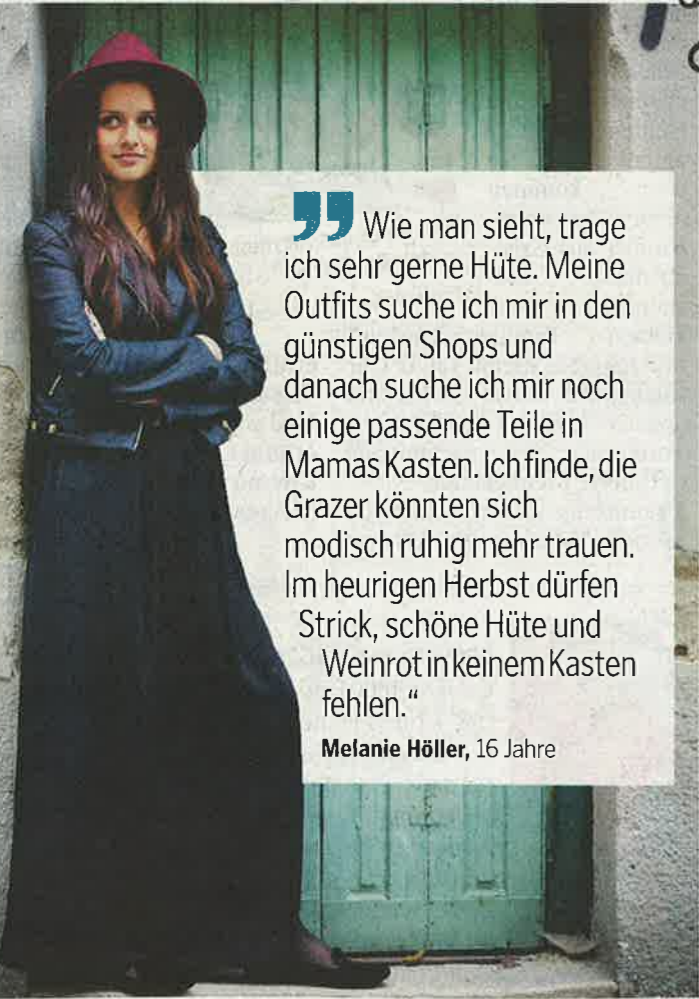 „Wie man sieht, trage
ich sehr gerne Hüte. Meine
Outfits suche ich mir in den
günstigen Shops und
danach suche ich mir noch
einige passende Teile in
Mamas Kasten. Ich finde, die
Grazer könnten sich
modisch ruhig mehr trauen.
Im heurigen Herbst dürfen
Strick, schöne Hüte und
Weinrot in keinem Kasten
fehlen.“
Melanie Höller, 16 Jahre